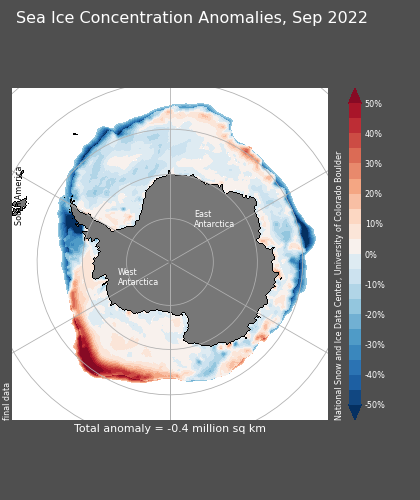 Sea Ice Concentration Anomalies, Sep 2022
South America
East
Antarctica
West
Antarctica
final data
National Snow and Ice Data Center, University of Colorado Boulder
50%
40%
30%
20%
10%
0%
-10%
-20%
-30%
-40%
-50%
Total anomaly = -0.4 million sq km